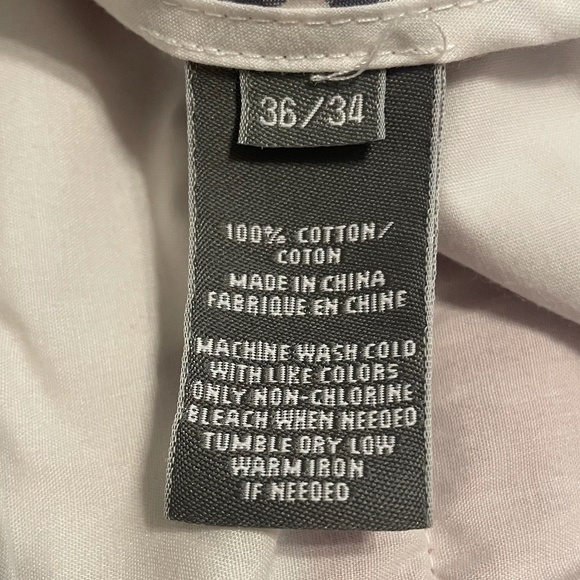 36/34
100% COTTON/
COTON
MADE IN CHINA
FABRIQUE EN CHINE
MACHINE WASH COLD
WITH LIKE COLORS
ONLY NON-CHLORINE
BLEACH WHEN NEEDED
TUMBLE DRY LOW
WARM IRON
IF NEEDED